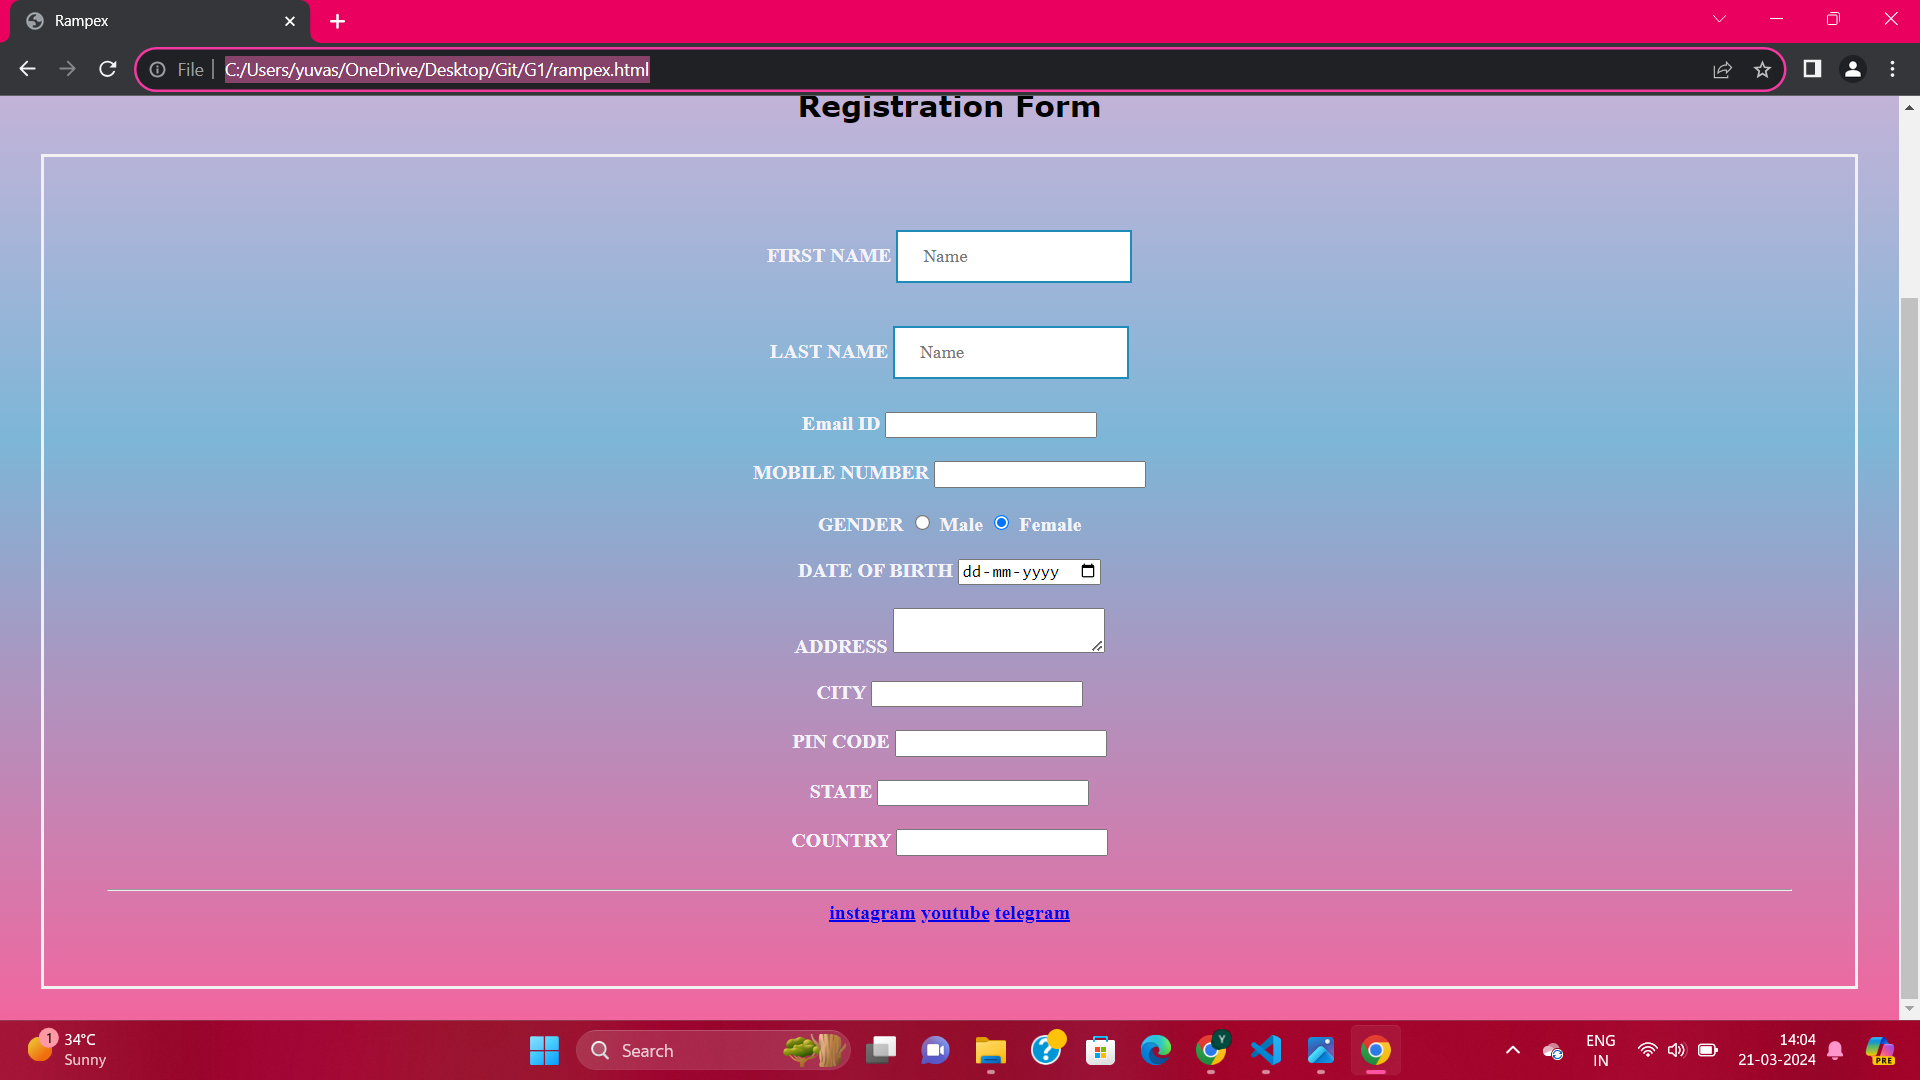 Rampex
File C:/Users/yuvas/OneDrive/Desktop/Git/G1/rampex.html
Registration Form
FIRST NAME Name
LAST NAME Name
Email ID
MOBILE NUMBER
GENDER Male Female
DATE OF BIRTH dd-mm-yyyy
ADDRESS
CITY
PIN CODE
STATE
COUNTRY
instagram youtube telegram
1 34°C
Sunny
Search
Y
ENG
IN
14:04
21-03-2024
PRE